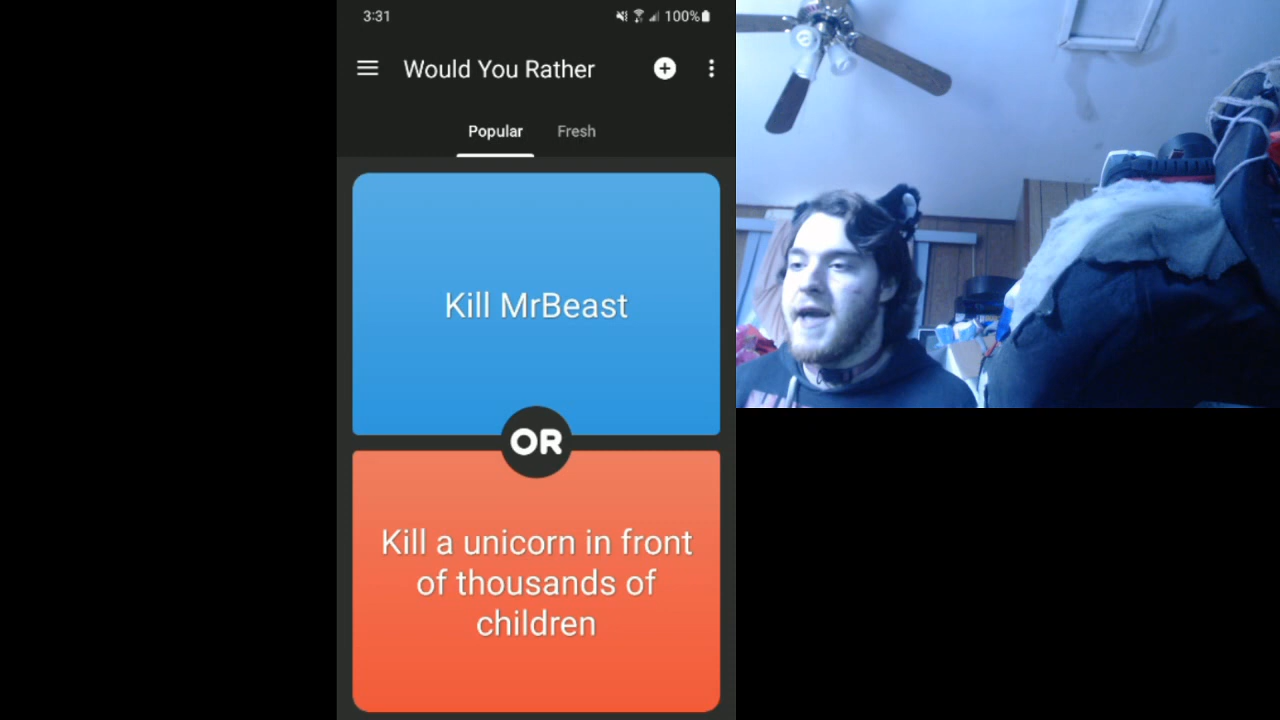 3:31
100%
Would You Rather
Popular
Fresh
Kill MrBeast
OR
Kill a unicorn in front
of thousands of
children